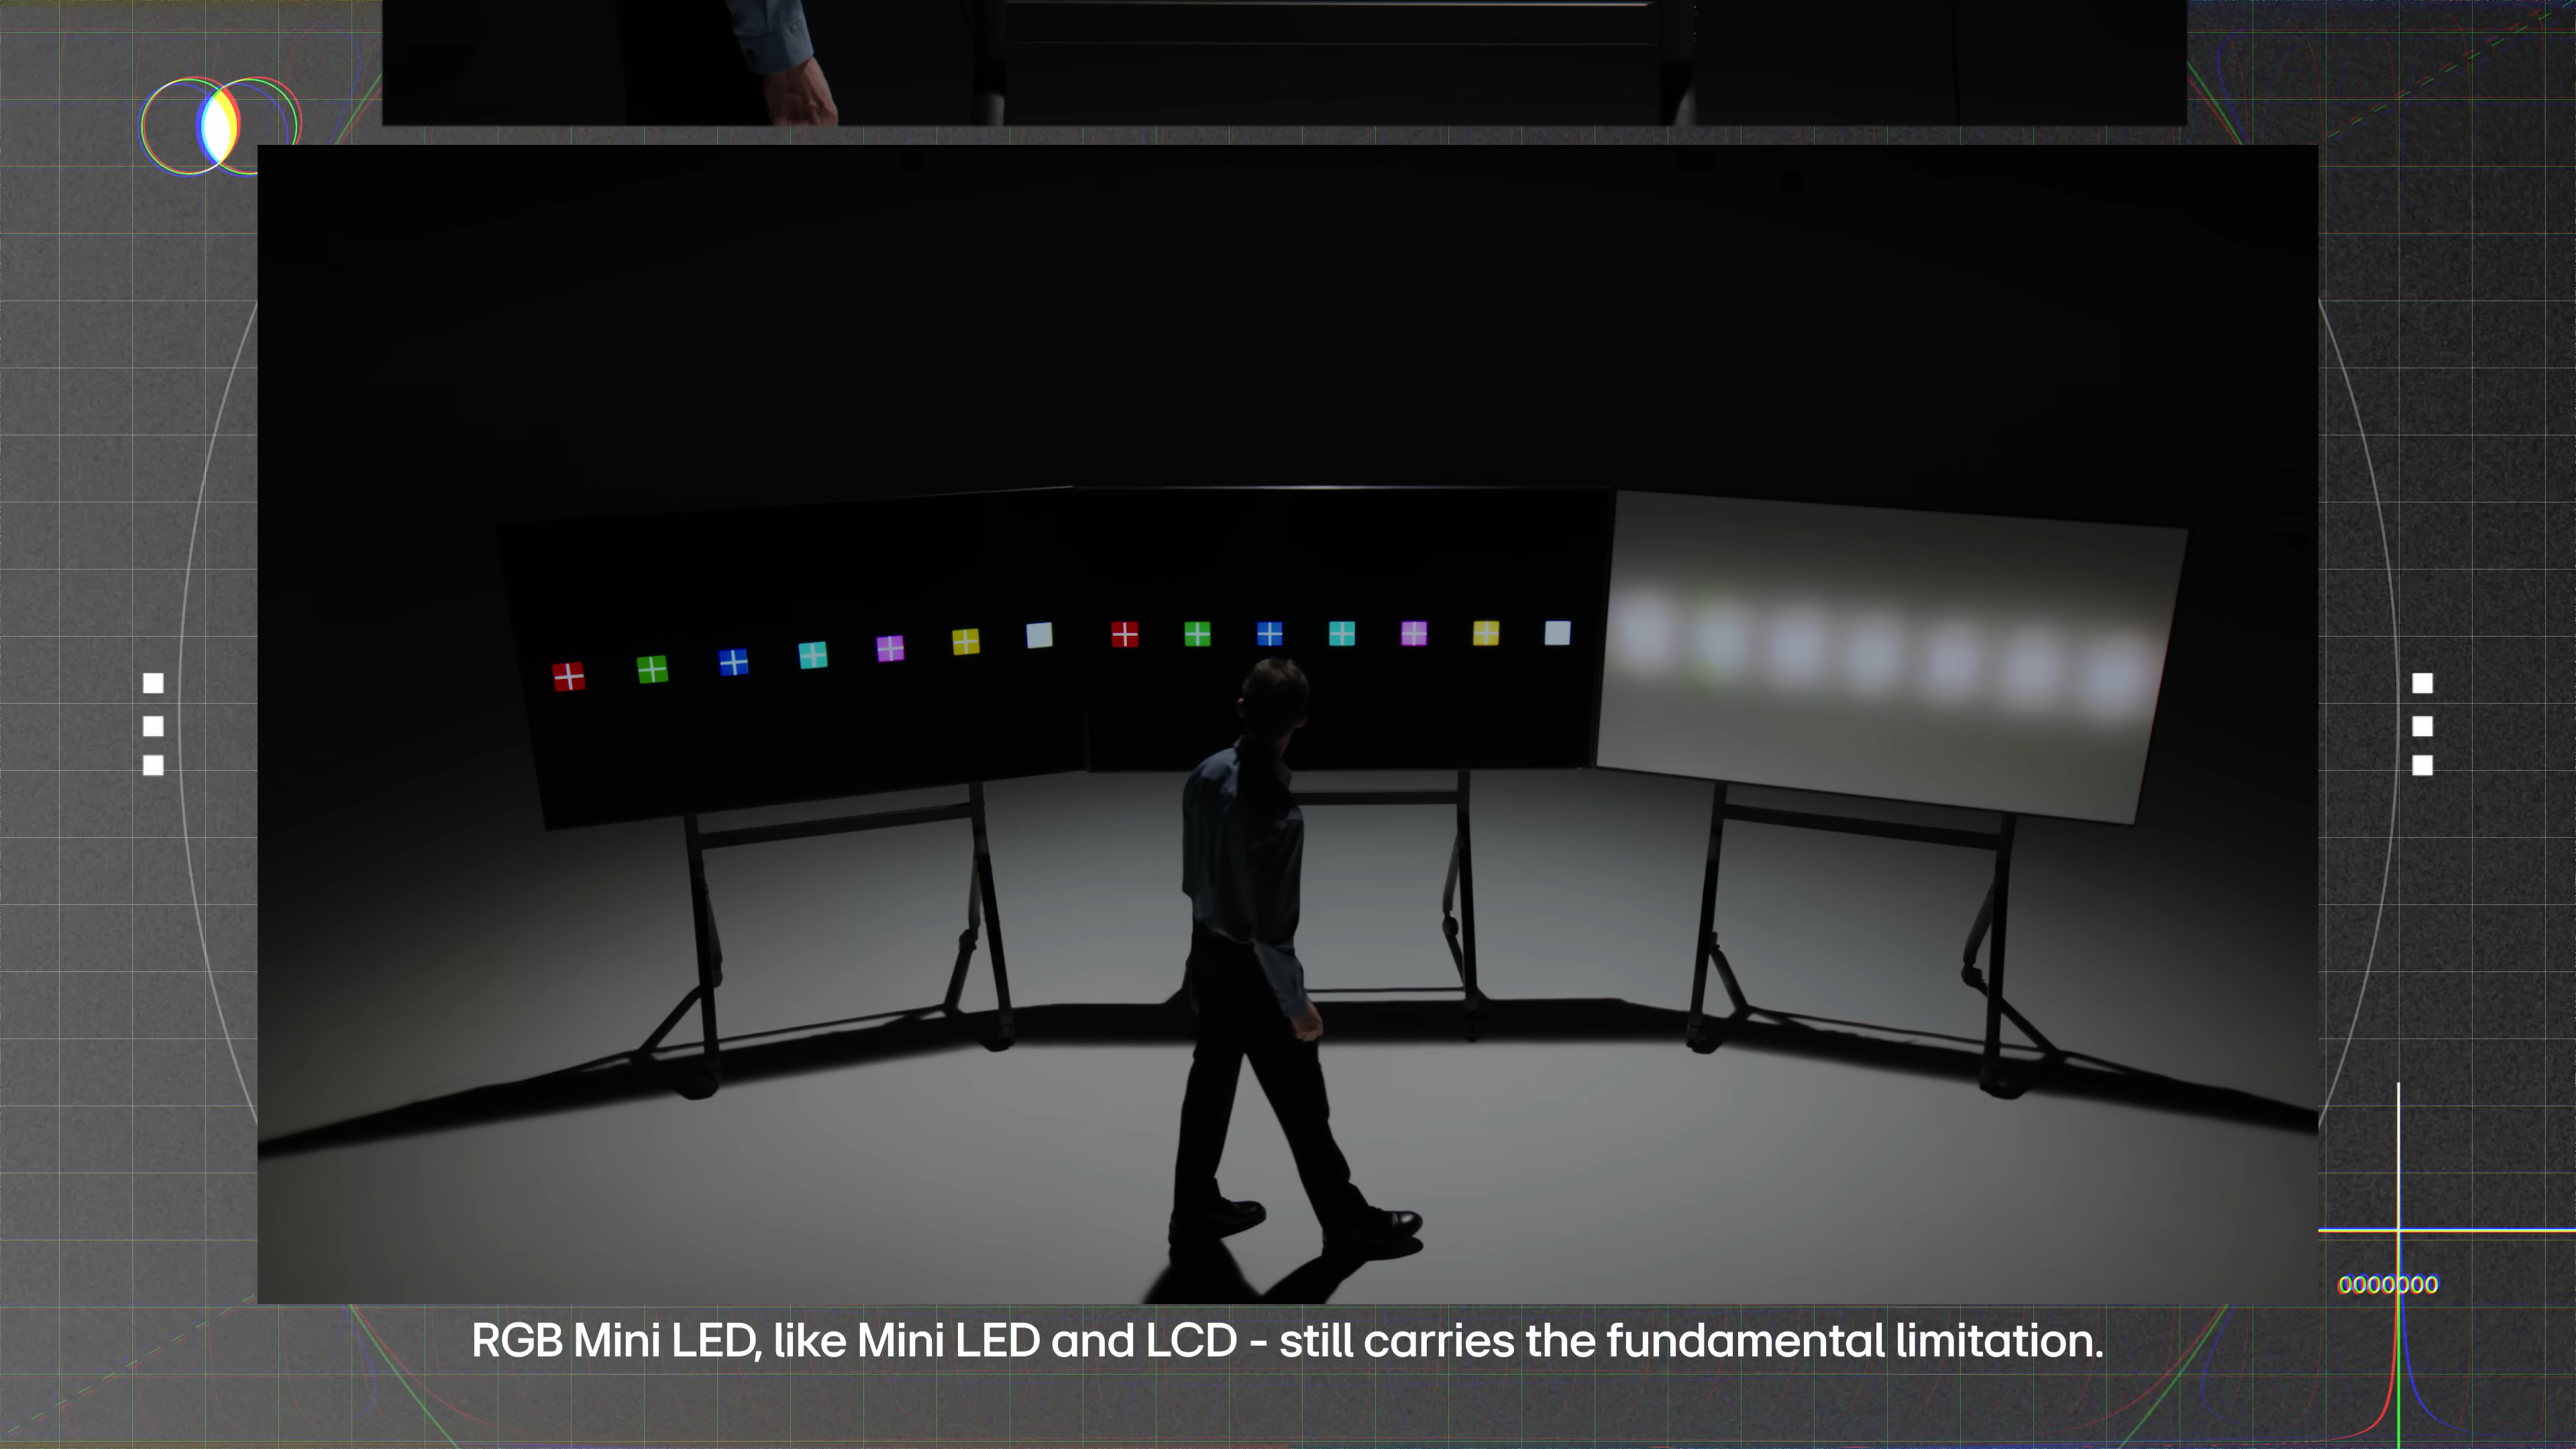 RGB Mini LED, like Mini LED and LCD - still carries the fundamental limitation.
0000000